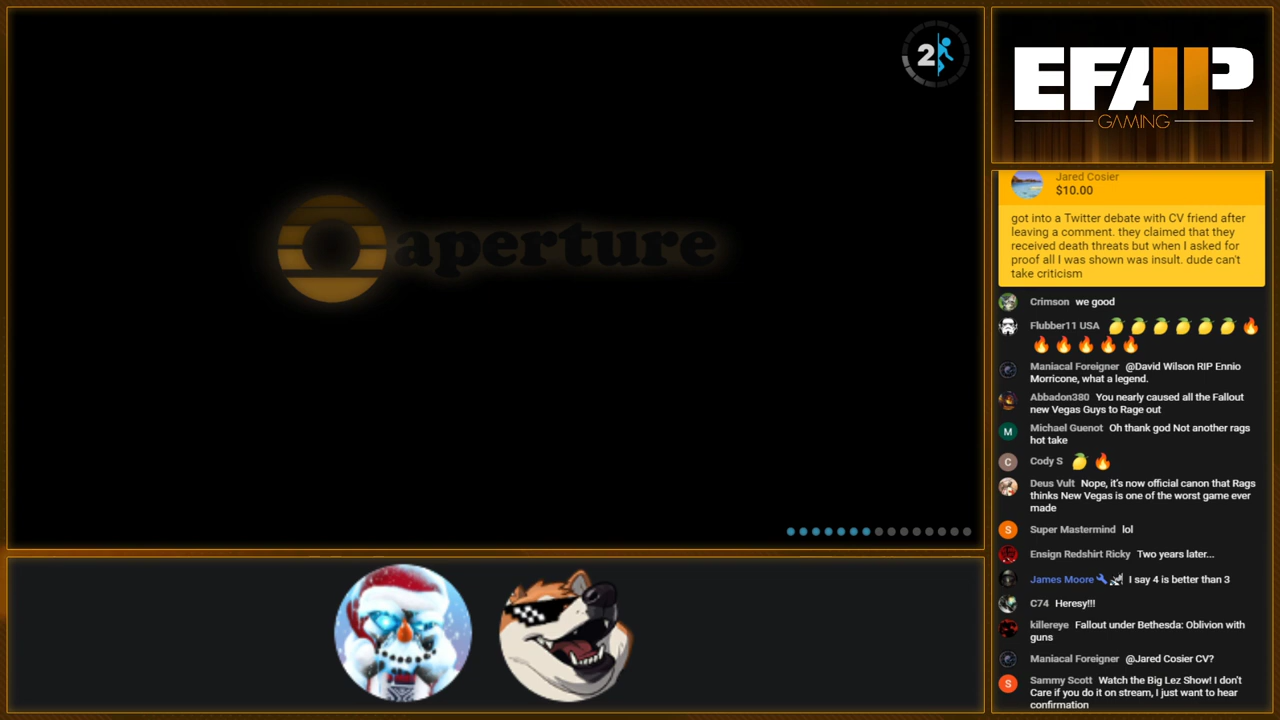 2
aperture
EFAP
GAMING
Jared Cosier
$10.00
got into a Twitter debate with CV friend after
leaving a comment. they claimed that they
received death threats but when I asked for
proof all I was shown was insult. dude can't
take criticism
Crimson we good
Flubber11 USA 🍋🍋🍋🍋🍋🍋🔥
🔥🔥🔥🔥🔥
Maniacal Foreigner @David Wilson RIP Ennio
Morricone, what a legend.
Abbadon380 You nearly caused all the Fallout
new Vegas Guys to Rage out
M Michael Guenot Oh thank god Not another rags
hot take
C Cody S 🍋🔥
Deus Vult Nope, it's now official canon that Rags
thinks New Vegas is one of the worst game ever
made
S Super Mastermind lol
Ensign Redshirt Ricky Two years later...
James Moore I say 4 is better than 3
C74 Heresy!!!
killereye Fallout under Bethesda: Oblivion with
guns
Maniacal Foreigner @Jared Cosier CV?
S Sammy Scott Watch the Big Lez Show! I don't
Care if you do it on stream, I just want to hear
confirmation